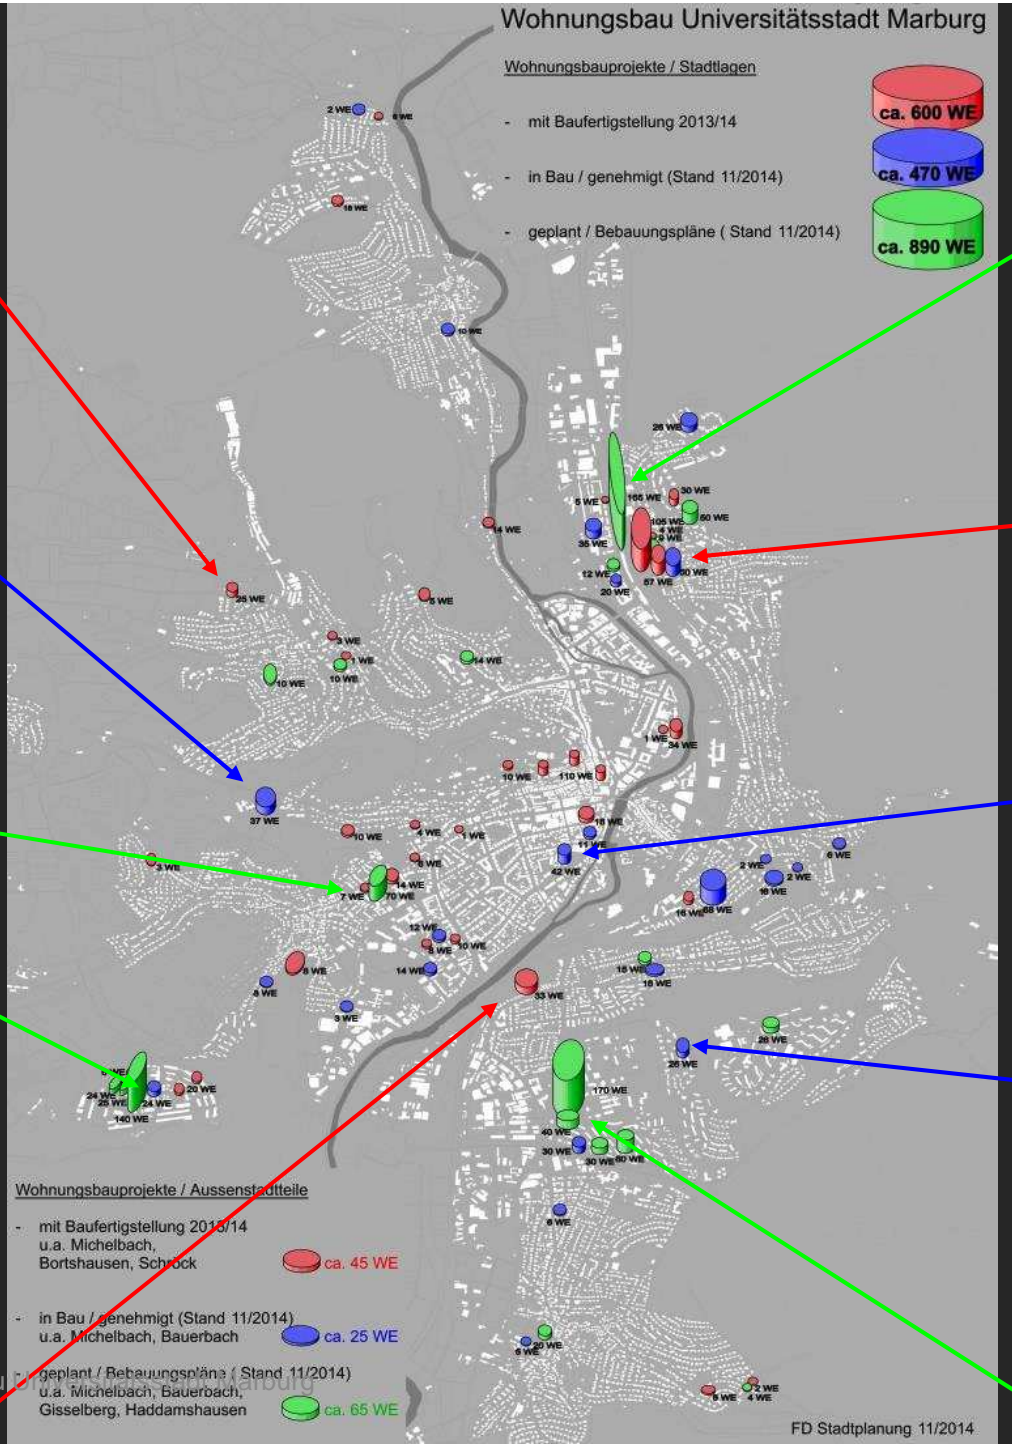 Wohnungsbau Universitätsstadt Marburg
Wohnungsbauprojekte / Stadtlagen
- mit Baufertigstellung 2013/14
ca. 600 WE
- in Bau / genehmigt (Stand 11/2014)
ca. 470 WE
- geplant / Bebauungspläne ( Stand 11/2014)
ca. 890 WE
2 WE
6 WE
18 WE
10 WE
26 WE
30 WE
5 WE
165 WE
105 WE
50 WE
4 WE
14 WE
35 WE
12 WE
57 WE
20 WE
25 WE
5 WE
3 WE
1 WE
10 WE
14 WE
10 WE
1 WE
34 WE
10 WE
110 WE
37 WE
18 WE
11 WE
10 WE
4 WE
1 WE
42 WE
6 WE
3 WE
6 WE
2 WE
2 WE
16 WE
14 WE
7 WE
70 WE
16 WE
68 WE
12 WE
8 WE
10 WE
14 WE
8 WE
8 WE
3 WE
33 WE
15 WE
18 WE
28 WE
26 WE
24 WE
25 WE
24 WE
20 WE
140 WE
170 WE
40 WE
30 WE
30 WE
6 WE
Wohnungsbauprojekte / Aussenstadtteile
- mit Baufertigstellung 2013/14
u.a. Michelbach,
Bortshausen, Schröck
ca. 45 WE
- in Bau / genehmigt (Stand 11/2014)
u.a. Michelbach, Bauerbach
ca. 25 WE
- geplant / Bebauungspläne ( Stand 11/2014)
u.a. Michelbach, Bauerbach,
Gisselberg, Haddamshausen
ca. 65 WE
Universitätsstadt Marburg
20 WE
2 WE
4 WE
FD Stadtplanung 11/2014